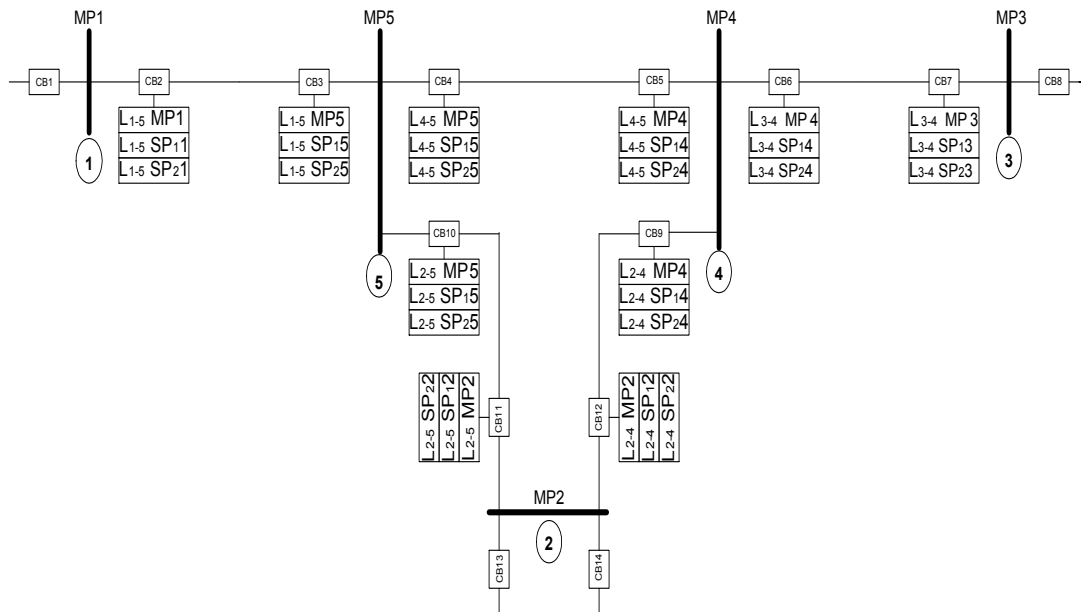 MP1
MP5
MP4
MP3
CB1
CB2
CB3
CB4
CB5
CB6
CB7
CB8
L1-5 MP1
L1-5 SP11
L1-5 SP21
L1-5 MP5
L1-5 SP15
L1-5 SP25
L4-5 MP5
L4-5 SP15
L4-5 SP25
L4-5 MP4
L4-5 SP14
L4-5 SP24
L3-4 MP4
L3-4 SP14
L3-4 SP24
L3-4 MP3
L3-4 SP13
L3-4 SP23
1
3
CB10
CB9
5
4
L2-5 MP5
L2-5 SP15
L2-5 SP25
L2-4 MP4
L2-4 SP14
L2-4 SP24
L2-5 SP22
L2-5 SP12
L2-5 MP2
CB11
CB12
L2-4 MP2
L2-4 SP12
L2-4 SP22
MP2
2
CB13
CB14